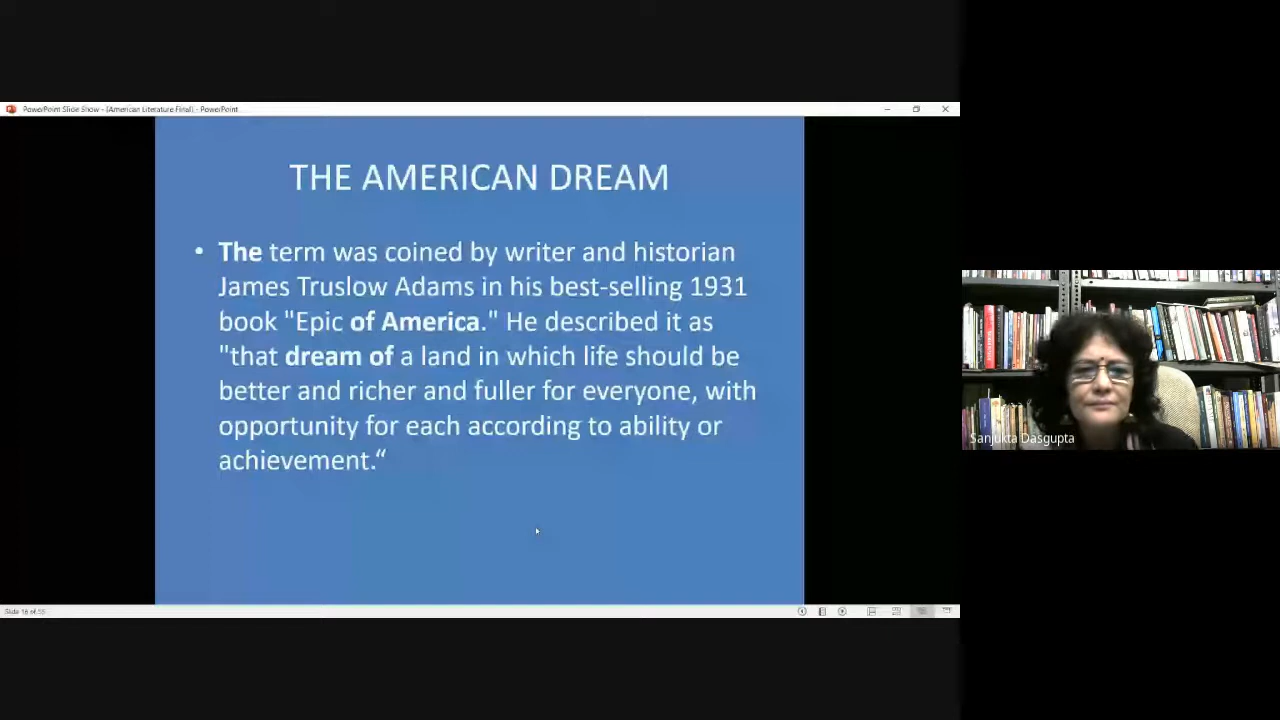 PowerPoint Slide Show - [American Literature Final] - PowerPoint
THE AMERICAN DREAM
• The term was coined by writer and historian
James Truslow Adams in his best-selling 1931
book "Epic of America." He described it as
"that dream of a land in which life should be
better and richer and fuller for everyone, with
opportunity for each according to ability or
achievement.“
Sanjukta Dasgupta